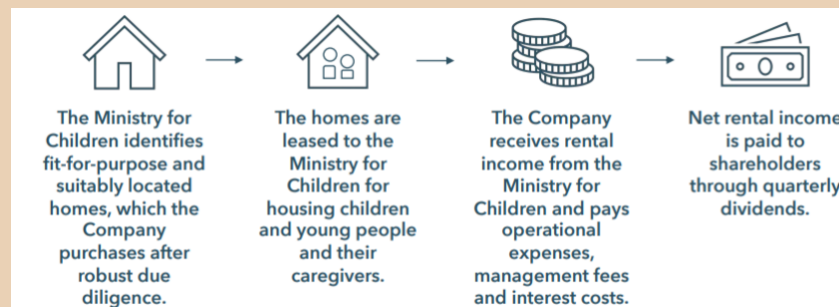 The Ministry for
Children identifies
fit-for-purpose and
suitably located
homes, which the
Company
purchases after
robust due
diligence.
The homes are
leased to the
Ministry for
Children for
housing children
and young people
and their
caregivers.
The Company
receives rental
income from the
Ministry for
Children and pays
operational
expenses,
management fees
and interest costs.
Net rental income
is paid to
shareholders
through quarterly
dividends.